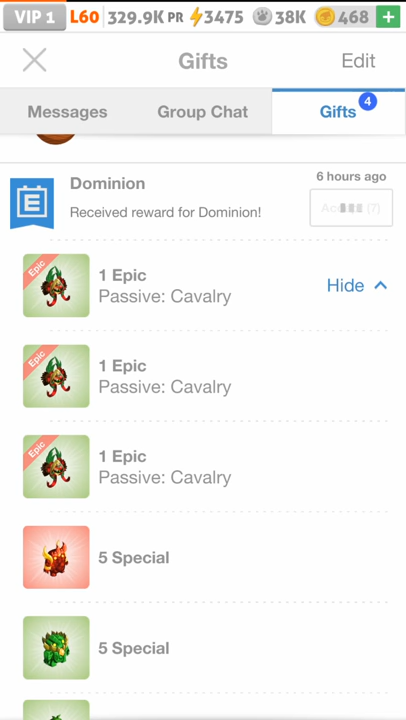 VIP 1 L60 329.9K PR 3475 38K 468 +
Gifts Edit
Messages Group Chat Gifts 4
Dominion 6 hours ago
E
Received reward for Dominion! (7)
Epic 1 Epic
Passive: Cavalry Hide
Epic 1 Epic
Passive: Cavalry
Epic 1 Epic
Passive: Cavalry
5 Special
5 Special